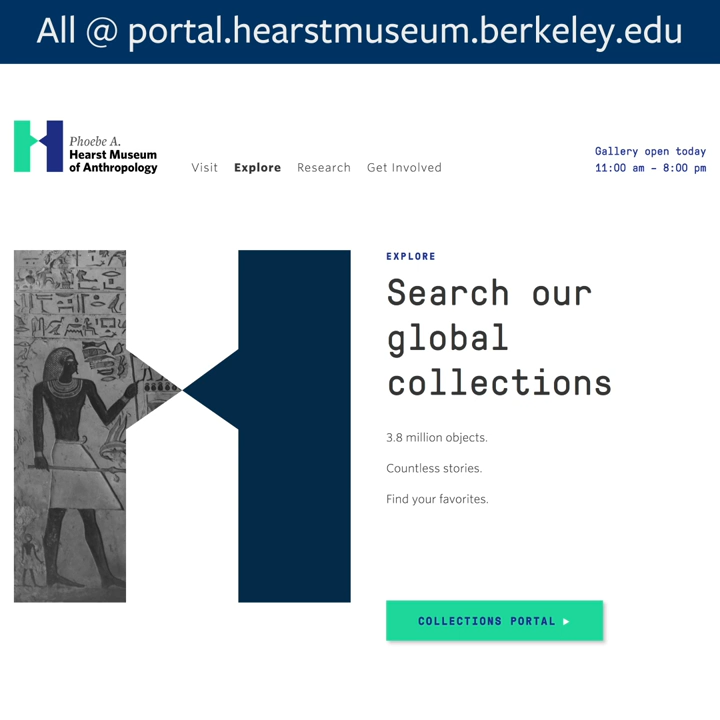 All @ portal.hearstmuseum.berkeley.edu
Phoebe A.
Hearst Museum
of Anthropology
Visit Explore Research Get Involved
Gallery open today
11:00 am – 8:00 pm
EXPLORE
Search our
global
collections
3.8 million objects.
Countless stories.
Find your favorites.
COLLECTIONS PORTAL